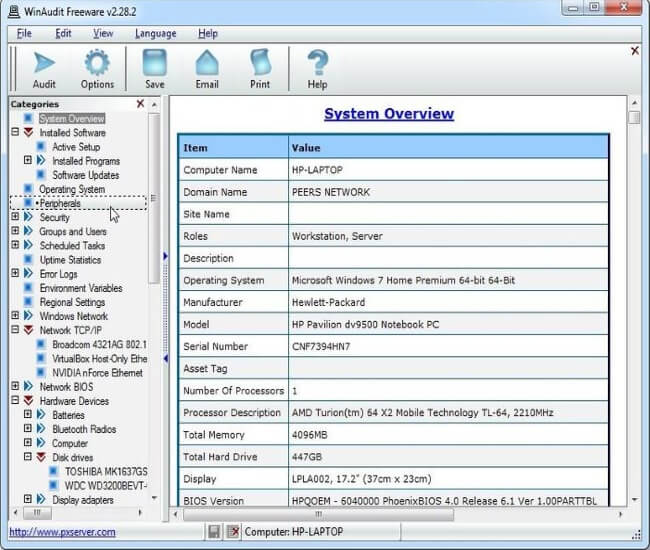 WinAudit Freeware v2.28.2
File Edit View Language Help
Audit Options Save Email Print Help
Categories
System Overview
Installed Software
Active Setup
Installed Programs
Software Updates
Operating System
Peripherals
Security
Groups and Users
Scheduled Tasks
Uptime Statistics
Error Logs
Environment Variables
Regional Settings
Windows Network
Network TCP/IP
Broadcom 4321AG 802.1
VirtualBox Host-Only Ethe
NVIDIA nForce Ethernet
Network BIOS
Hardware Devices
Batteries
Bluetooth Radios
Computer
Disk drives
TOSHIBA MK1637GS
WDC WD3200BEVT-
Display adapters
System Overview
Item Value
Computer Name HP-LAPTOP
Domain Name PEERS NETWORK
Site Name
Roles Workstation, Server
Description
Operating System Microsoft Windows 7 Home Premium 64-bit 64-Bit
Manufacturer Hewlett-Packard
Model HP Pavilion dv9500 Notebook PC
Serial Number CNF7394HN7
Asset Tag
Number Of Processors 1
Processor Description AMD Turion(tm) 64 X2 Mobile Technology TL-64, 2210MHz
Total Memory 4096MB
Total Hard Drive 447GB
Display LPLA002, 17.2" (37cm x 23cm)
BIOS Version HPQOEM - 6040000 PhoenixBIOS 4.0 Release 6.1 Ver 1.00PARTTBL
http://www.pxserver.com Computer: HP-LAPTOP